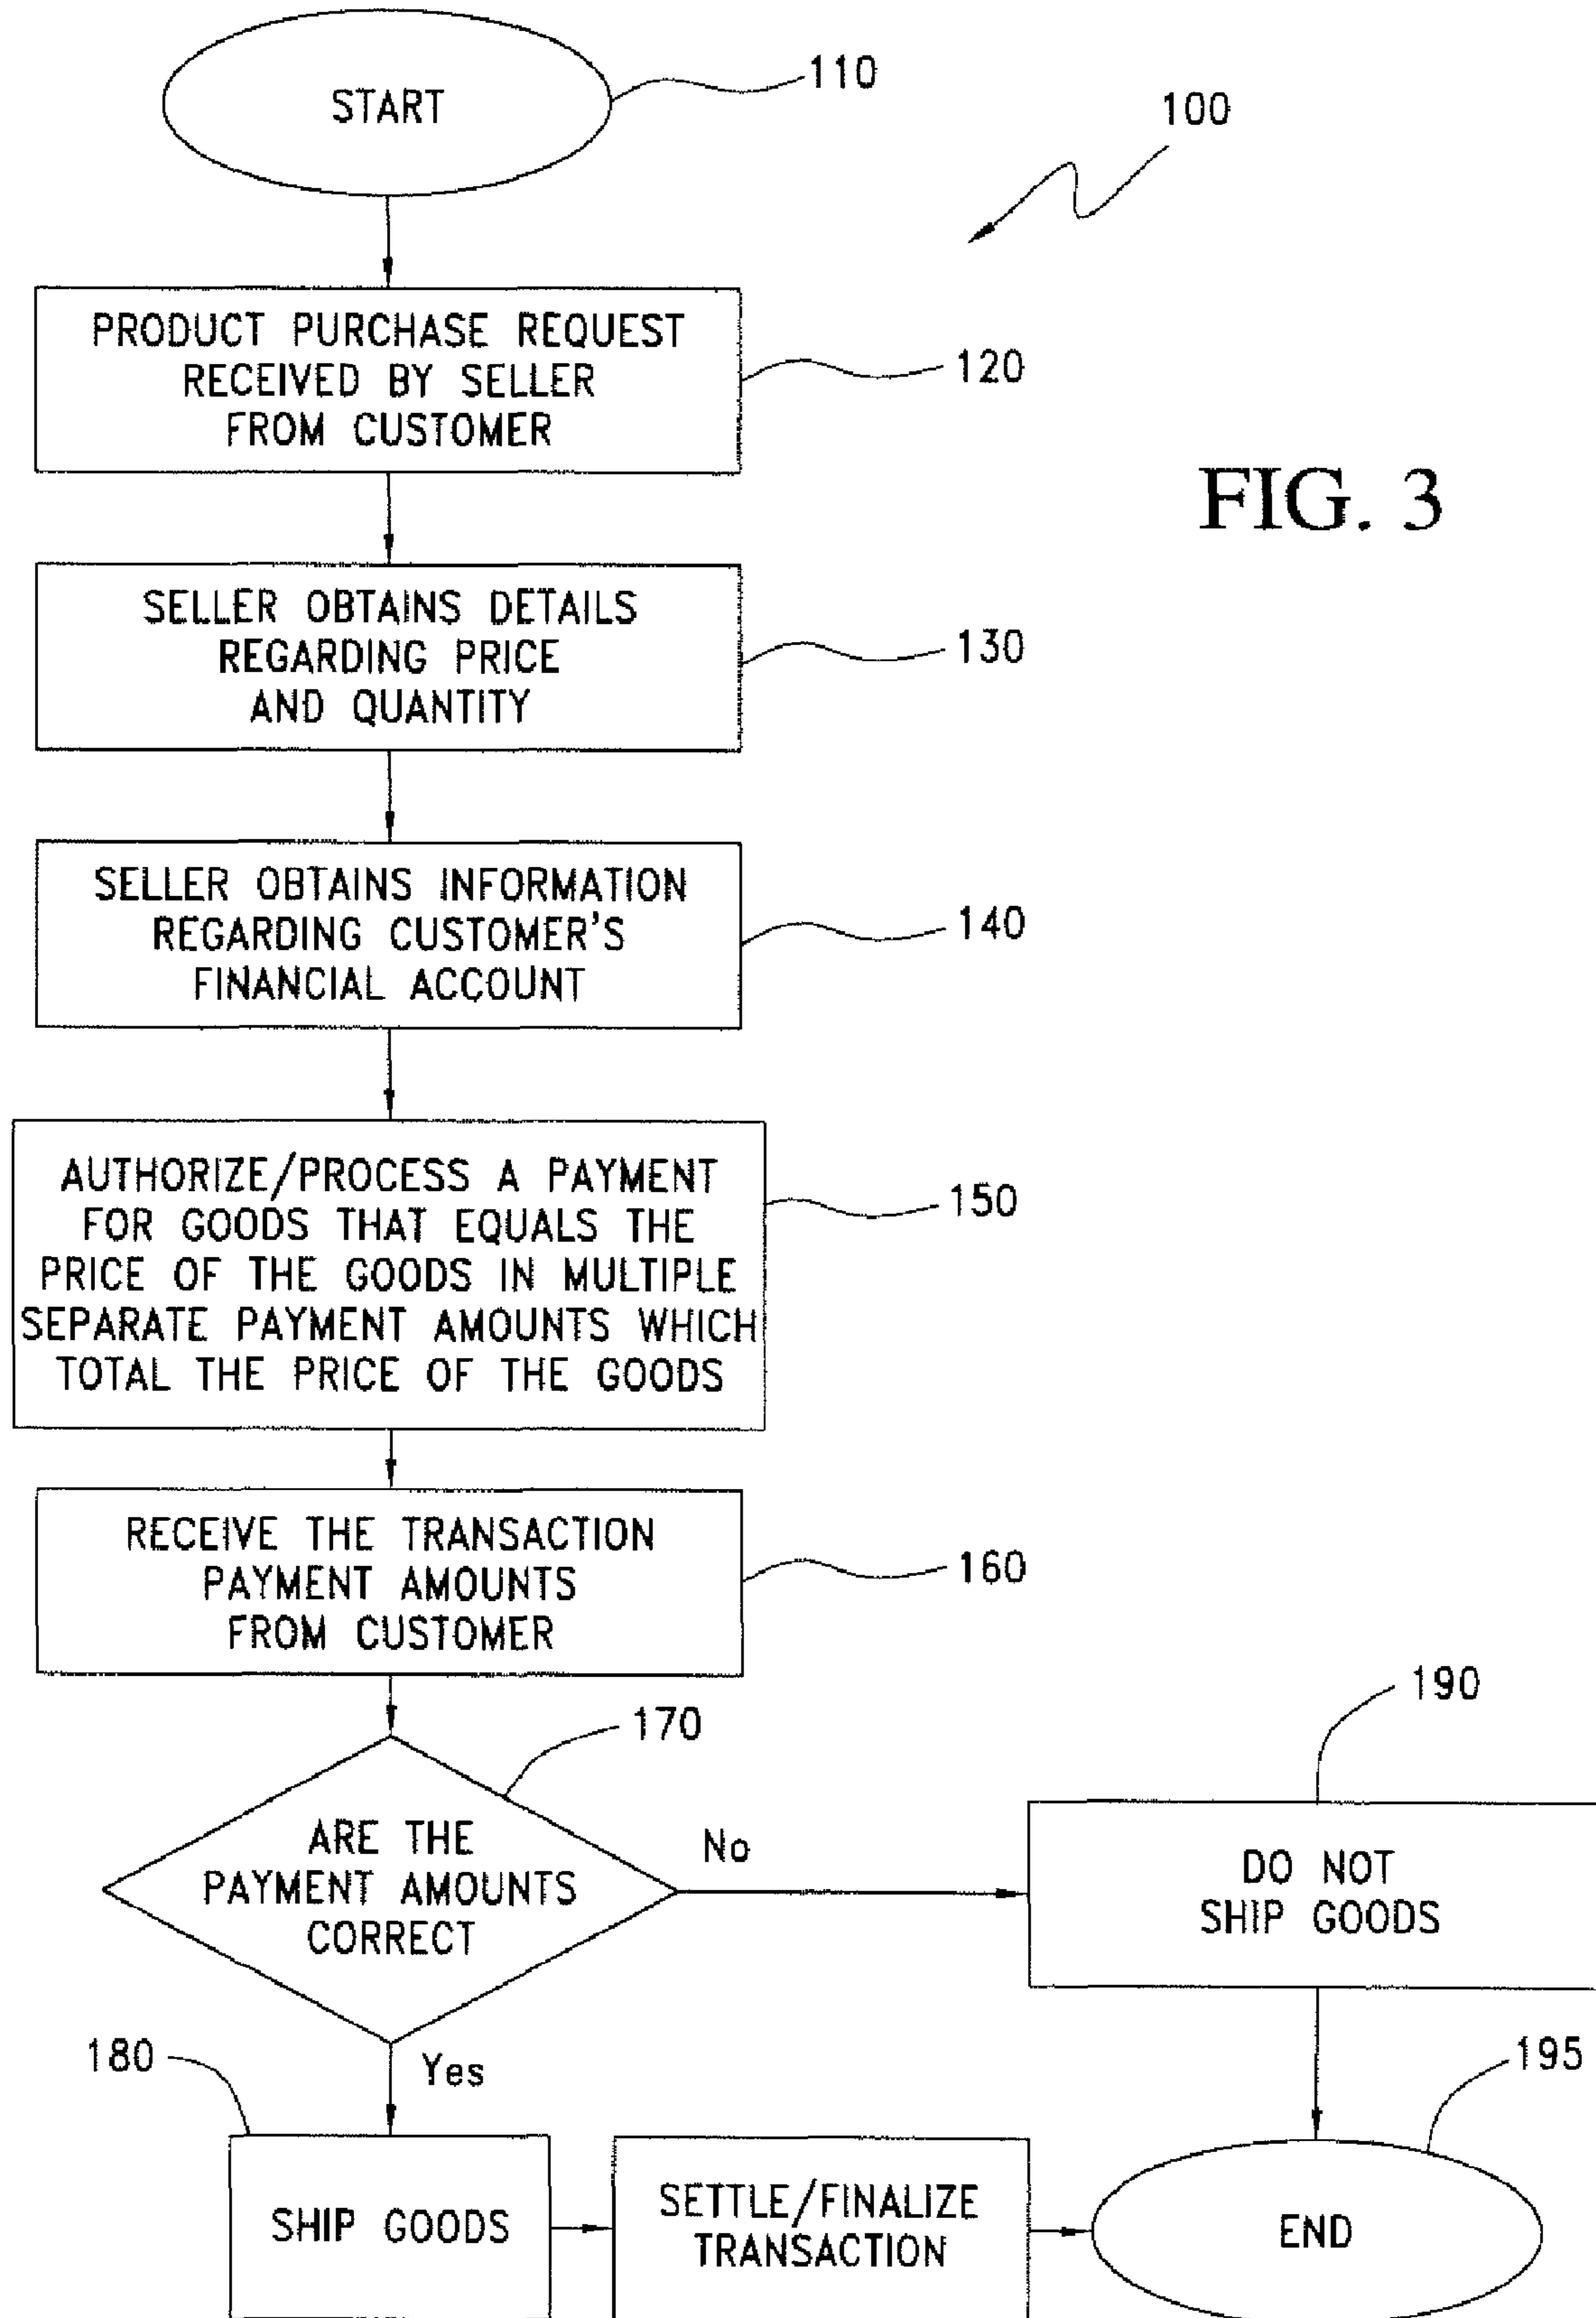 START
110
100
PRODUCT PURCHASE REQUEST
RECEIVED BY SELLER
FROM CUSTOMER
120
FIG. 3
SELLER OBTAINS DETAILS
REGARDING PRICE
AND QUANTITY
130
SELLER OBTAINS INFORMATION
REGARDING CUSTOMER'S
FINANCIAL ACCOUNT
140
AUTHORIZE/PROCESS A PAYMENT
FOR GOODS THAT EQUALS THE
PRICE OF THE GOODS IN MULTIPLE
SEPARATE PAYMENT AMOUNTS WHICH
TOTAL THE PRICE OF THE GOODS
150
RECEIVE THE TRANSACTION
PAYMENT AMOUNTS
FROM CUSTOMER
160
170
ARE THE
PAYMENT AMOUNTS
CORRECT
No
190
DO NOT
SHIP GOODS
Yes
180
SHIP GOODS
SETTLE/FINALIZE
TRANSACTION
195
END